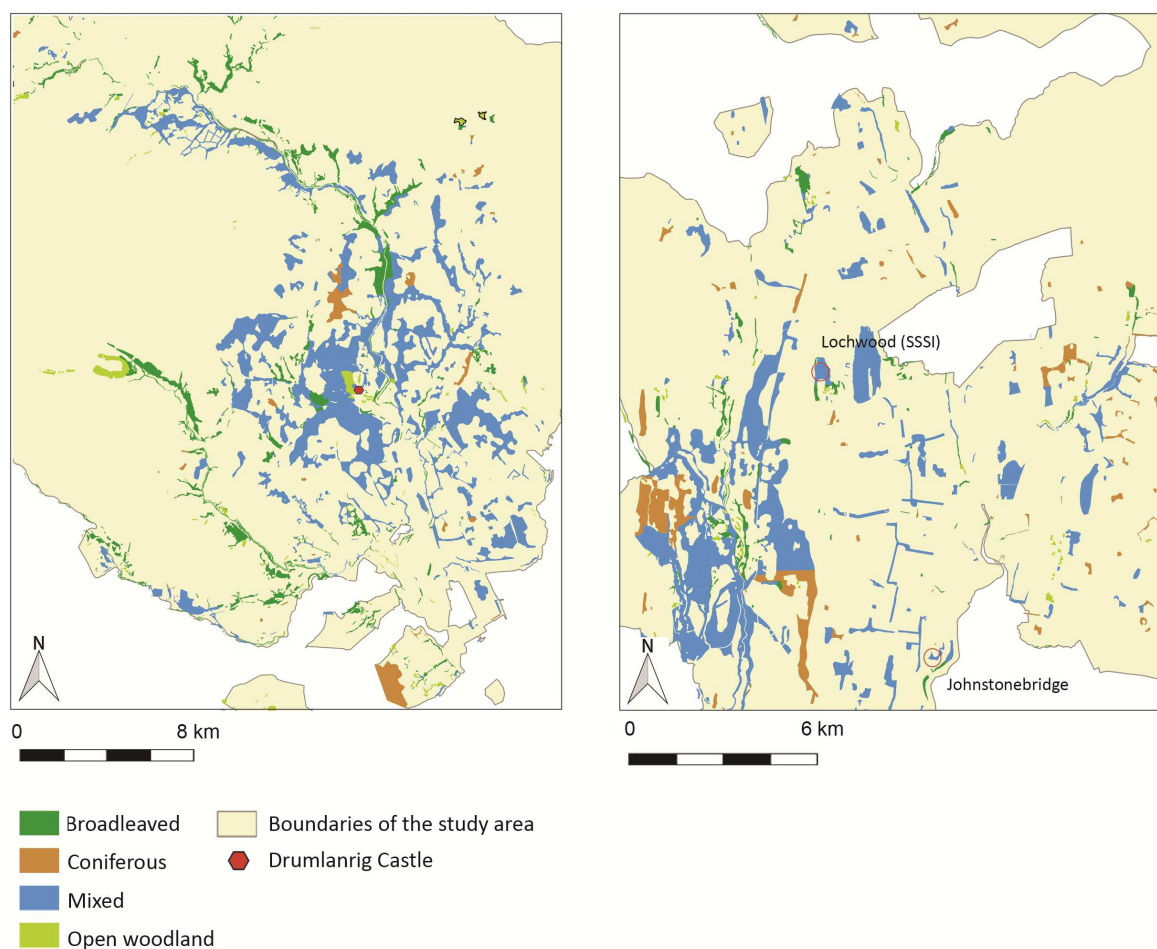 Lochwood (SSSI)
N
N
Johnstonebridge
0 8 km
0 6 km
Broadleaved
Coniferous
Mixed
Open woodland
Boundaries of the study area
Drumlanrig Castle